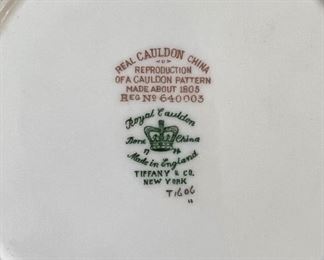 REAL CAULDON CHINA
REPRODUCTION
OF A CAULDON PATTERN
MADE ABOUT 1805
REG NO 640003
Royal Cauldon
Bone China
Made in England
TIFFANY & CO.
NEW YORK
T1606